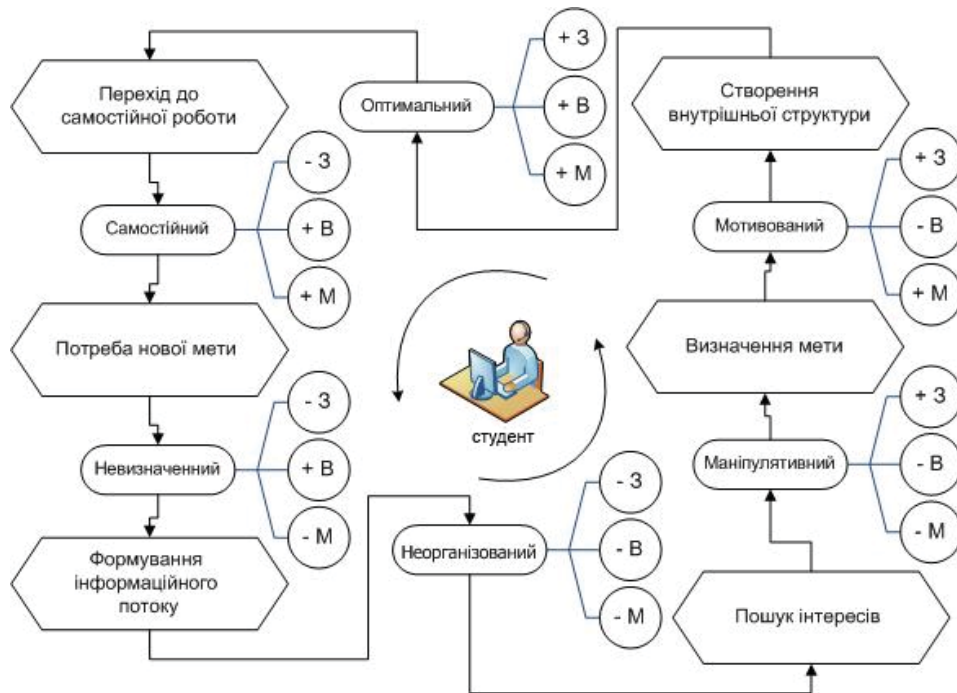 Перехід до
самостійної роботи
Оптимальний
+ З
+ В
+ М
Створення
внутрішньої структури
Самостійний
- З
+ В
+ М
Мотивований
+ З
- В
+ М
Потреба нової мети
Визначення мети
студент
Невизначенний
- З
+ В
- М
Маніпулятивний
+ З
- В
- М
Формування
інформаційного
потоку
Неорганізований
- З
- В
- М
Пошук інтересів